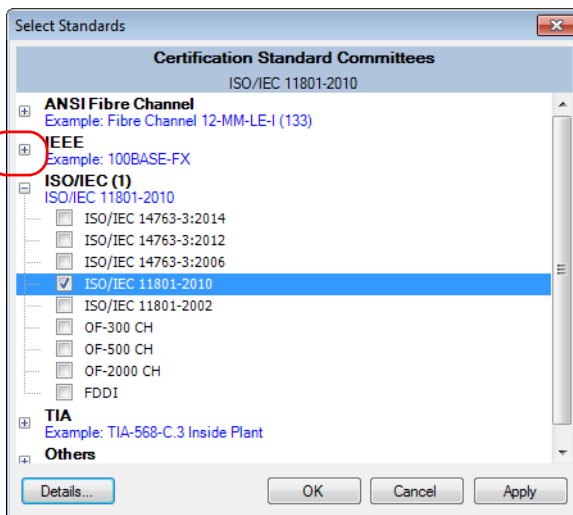 Select Standards
Certification Standard Committees
ISO/IEC 11801-2010
ANSI Fibre Channel
Example: Fibre Channel 12-MM-LE-I (133)
IEEE
Example: 100BASE-FX
ISO/IEC (1)
ISO/IEC 11801-2010
ISO/IEC 14763-3:2014
ISO/IEC 14763-3:2012
ISO/IEC 14763-3:2006
ISO/IEC 11801-2010
ISO/IEC 11801-2002
OF-300 CH
OF-500 CH
OF-2000 CH
FDDI
TIA
Example: TIA-568-C.3 Inside Plant
Others
Details... OK Cancel Apply